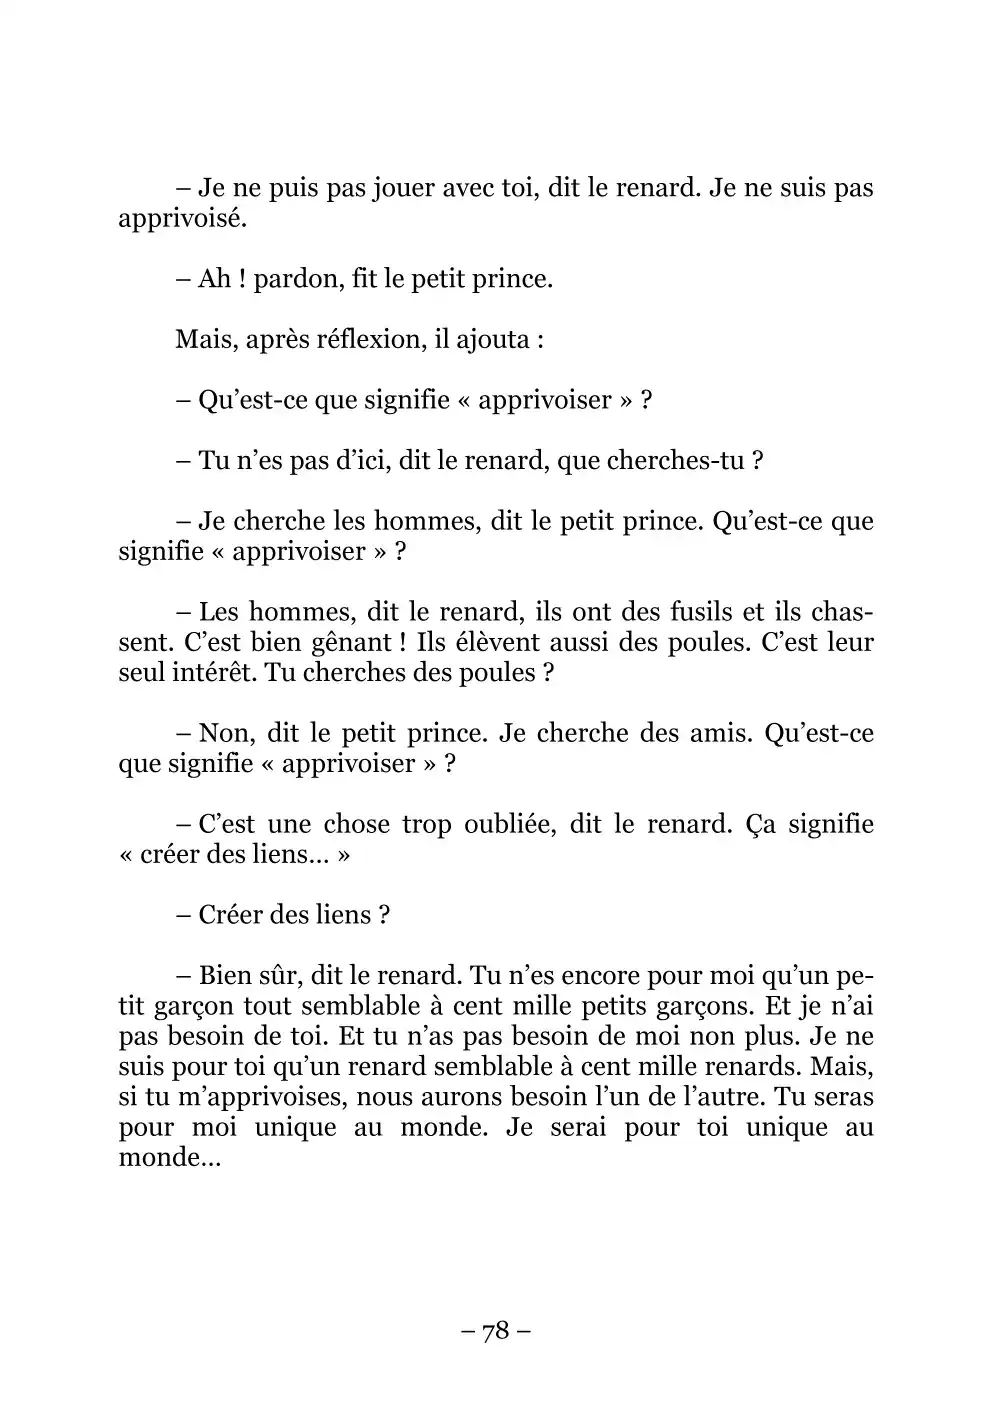 – Je ne puis pas jouer avec toi, dit le renard. Je ne suis pas
apprivoisé.
– Ah ! pardon, fit le petit prince.
Mais, après réflexion, il ajouta :
– Qu’est-ce que signifie « apprivoiser » ?
– Tu n’es pas d’ici, dit le renard, que cherches-tu ?
– Je cherche les hommes, dit le petit prince. Qu’est-ce que
signifie « apprivoiser » ?
– Les hommes, dit le renard, ils ont des fusils et ils chas-
sent. C’est bien gênant ! Ils élèvent aussi des poules. C’est leur
seul intérêt. Tu cherches des poules ?
– Non, dit le petit prince. Je cherche des amis. Qu’est-ce
que signifie « apprivoiser » ?
– C’est une chose trop oubliée, dit le renard. Ça signifie
« créer des liens… »
– Créer des liens ?
– Bien sûr, dit le renard. Tu n’es encore pour moi qu’un pe-
tit garçon tout semblable à cent mille petits garçons. Et je n’ai
pas besoin de toi. Et tu n’as pas besoin de moi non plus. Je ne
suis pour toi qu’un renard semblable à cent mille renards. Mais,
si tu m’apprivoises, nous aurons besoin l’un de l’autre. Tu seras
pour moi unique au monde. Je serai pour toi unique au
monde…
– 78 –